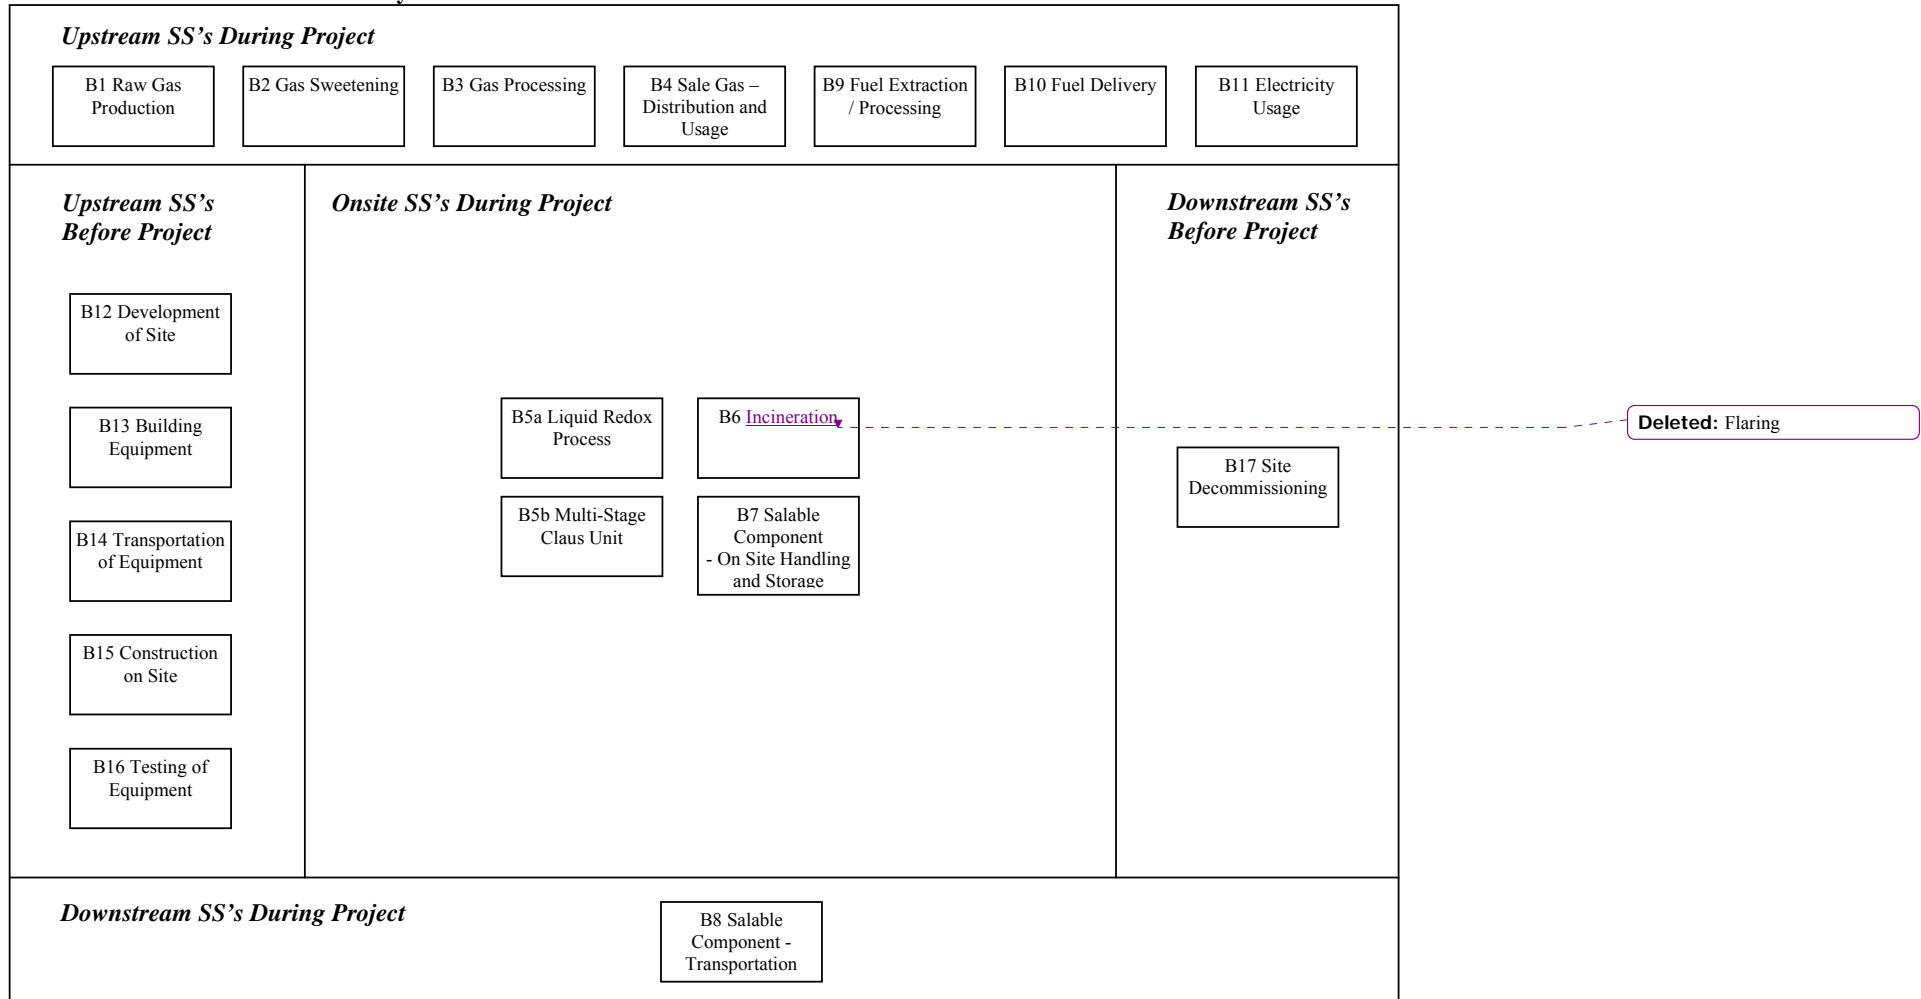 Upstream SS's During Project
B1 Raw Gas
Production
B2 Gas Sweetening
B3 Gas Processing
B4 Sale Gas –
Distribution and
Usage
B9 Fuel Extraction
/ Processing
B10 Fuel Delivery
B11 Electricity
Usage
Upstream SS's
Before Project
B12 Development
of Site
B13 Building
Equipment
B14 Transportation
of Equipment
B15 Construction
on Site
B16 Testing of
Equipment
Onsite SS's During Project
B5a Liquid Redox
Process
B6 Incineration
B5b Multi-Stage
Claus Unit
B7 Salable
Component
- On Site Handling
and Storage
Downstream SS's
Before Project
B17 Site
Decommissioning
Deleted: Flaring
Downstream SS's During Project
B8 Salable
Component -
Transportation